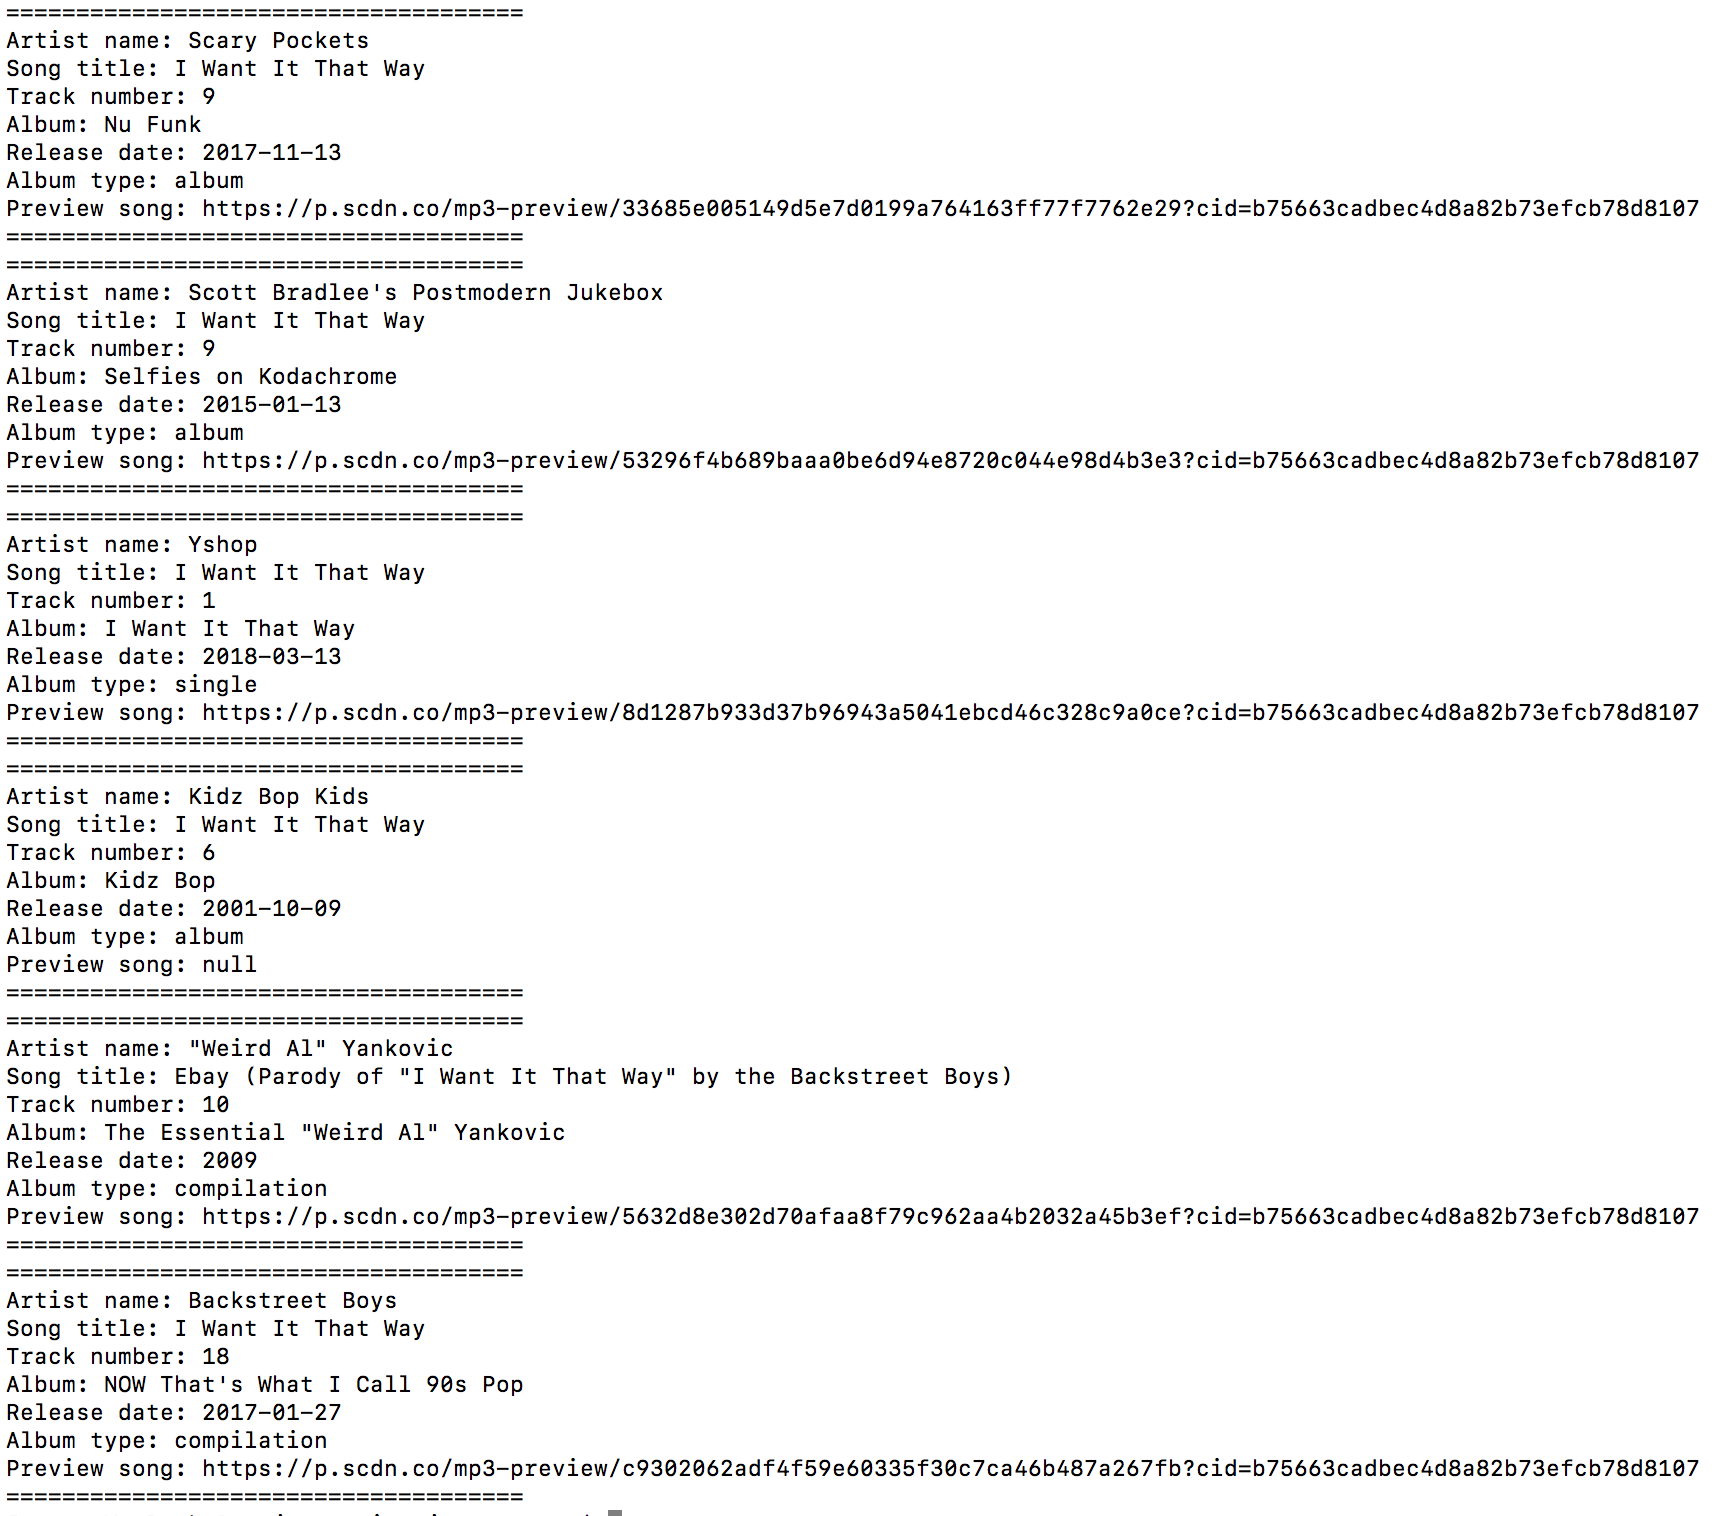 =====================================
Artist name: Scary Pockets
Song title: I Want It That Way
Track number: 9
Album: Nu Funk
Release date: 2017-11-13
Album type: album
Preview song: https://p.scdn.co/mp3-preview/33685e005149d5e7d0199a764163ff77f7762e29?cid=b75663cadbec4d8a82b73efcb78d8107
=====================================
=====================================
Artist name: Scott Bradlee's Postmodern Jukebox
Song title: I Want It That Way
Track number: 9
Album: Selfies on Kodachrome
Release date: 2015-01-13
Album type: album
Preview song: https://p.scdn.co/mp3-preview/53296f4b689baaa0be6d94e8720c044e98d4b3e3?cid=b75663cadbec4d8a82b73efcb78d8107
=====================================
=====================================
Artist name: Yshop
Song title: I Want It That Way
Track number: 1
Album: I Want It That Way
Release date: 2018-03-13
Album type: single
Preview song: https://p.scdn.co/mp3-preview/8d1287b933d37b96943a5041ebcd46c328c9a0ce?cid=b75663cadbec4d8a82b73efcb78d8107
=====================================
=====================================
Artist name: Kidz Bop Kids
Song title: I Want It That Way
Track number: 6
Album: Kidz Bop
Release date: 2001-10-09
Album type: album
Preview song: null
=====================================
=====================================
Artist name: "Weird Al" Yankovic
Song title: Ebay (Parody of "I Want It That Way" by the Backstreet Boys)
Track number: 10
Album: The Essential "Weird Al" Yankovic
Release date: 2009
Album type: compilation
Preview song: https://p.scdn.co/mp3-preview/5632d8e302d70afaa8f79c962aa4b2032a45b3ef?cid=b75663cadbec4d8a82b73efcb78d8107
=====================================
=====================================
Artist name: Backstreet Boys
Song title: I Want It That Way
Track number: 18
Album: NOW That's What I Call 90s Pop
Release date: 2017-01-27
Album type: compilation
Preview song: https://p.scdn.co/mp3-preview/c9302062adf4f59e60335f30c7ca46b487a267fb?cid=b75663cadbec4d8a82b73efcb78d8107
=====================================